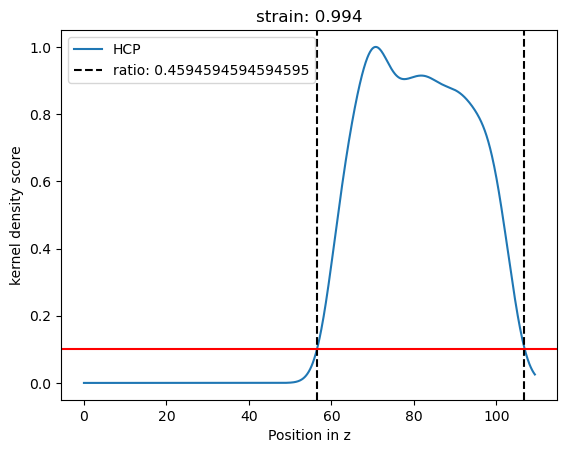 strain: 0.994
HCP
ratio: 0.4594594594594595
1.0
0.8
0.6
0.4
0.2
0.0
kernel density score
0 20 40 60 80 100
Position in z